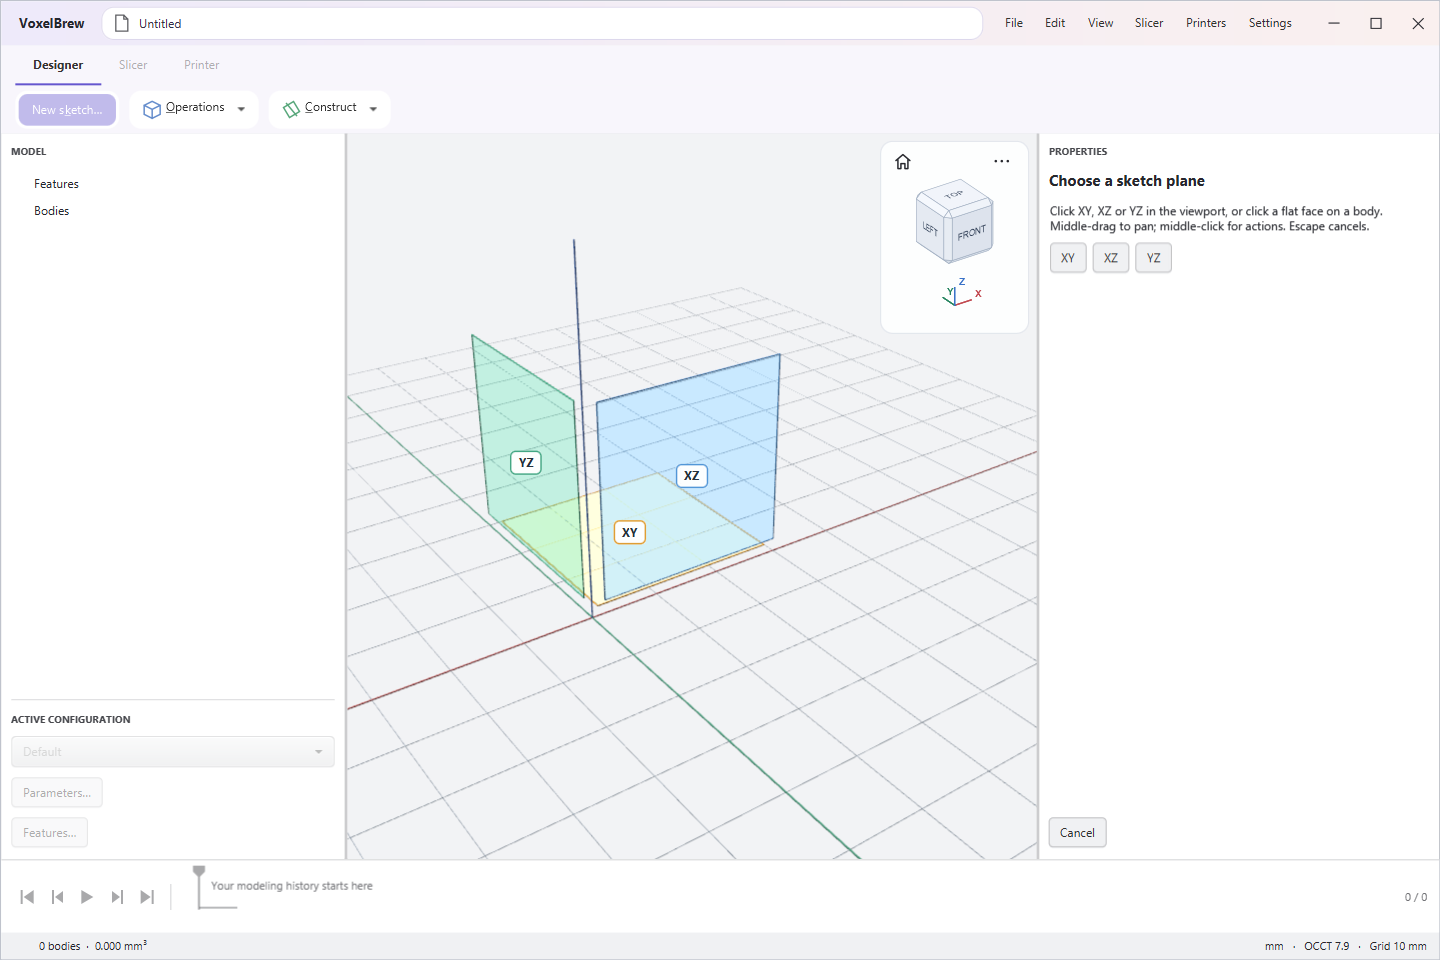 VoxelBrew
Untitled
File Edit View Slicer Printers Settings
Designer Slicer Printer
New sketch... Operations Construct
MODEL
Features
Bodies
ACTIVE CONFIGURATION
Default
Parameters...
Features...
YZ
XZ
XY
TOP
LEFT FRONT
Z
Y X
PROPERTIES
Choose a sketch plane
Click XY, XZ or YZ in the viewport, or click a flat face on a body.
Middle-drag to pan; middle-click for actions. Escape cancels.
XY XZ YZ
Cancel
Your modeling history starts here
0 / 0
0 bodies · 0.000 mm³
mm · OCCT 7.9 · Grid 10 mm